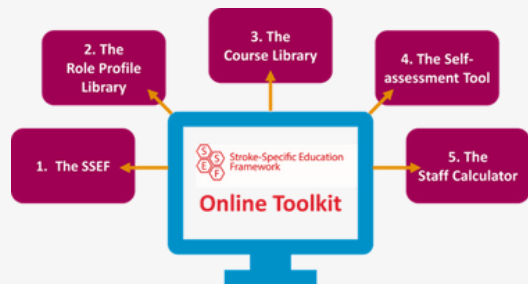 1. The SSEF
2. The
Role Profile
Library
3. The
Course Library
4. The Self-
assessment Tool
5. The
Staff Calculator
S
S
E
F
Stroke-Specific Education
Framework
Online Toolkit